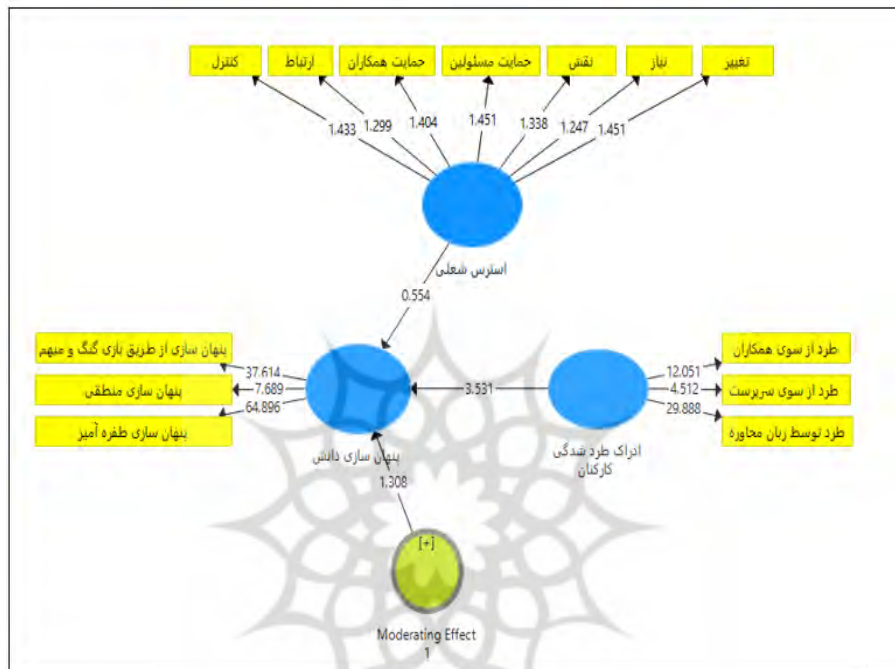 کنترل
ارتباط
حمایت همکاران
حمایت مسئولین
نقش
نیاز
تغییر
1.433
1.299
1.404
1.451
1.338
1.247
1.451
استرس شغلی
0.554
پنهان سازی از طریق بازی گنگ و مبهم
پنهان سازی منطقی
پنهان سازی طفره آمیز
37.614
7.689
64.896
پنهان سازی دانش
3.531
12.051
4.512
29.888
طرد از سوی همکاران
طرد از سوی سرپرست
طرد توسط زبان محاوره
ادراک طرد شدگی
کارکنان
1.308
[+]
Moderating Effect
1